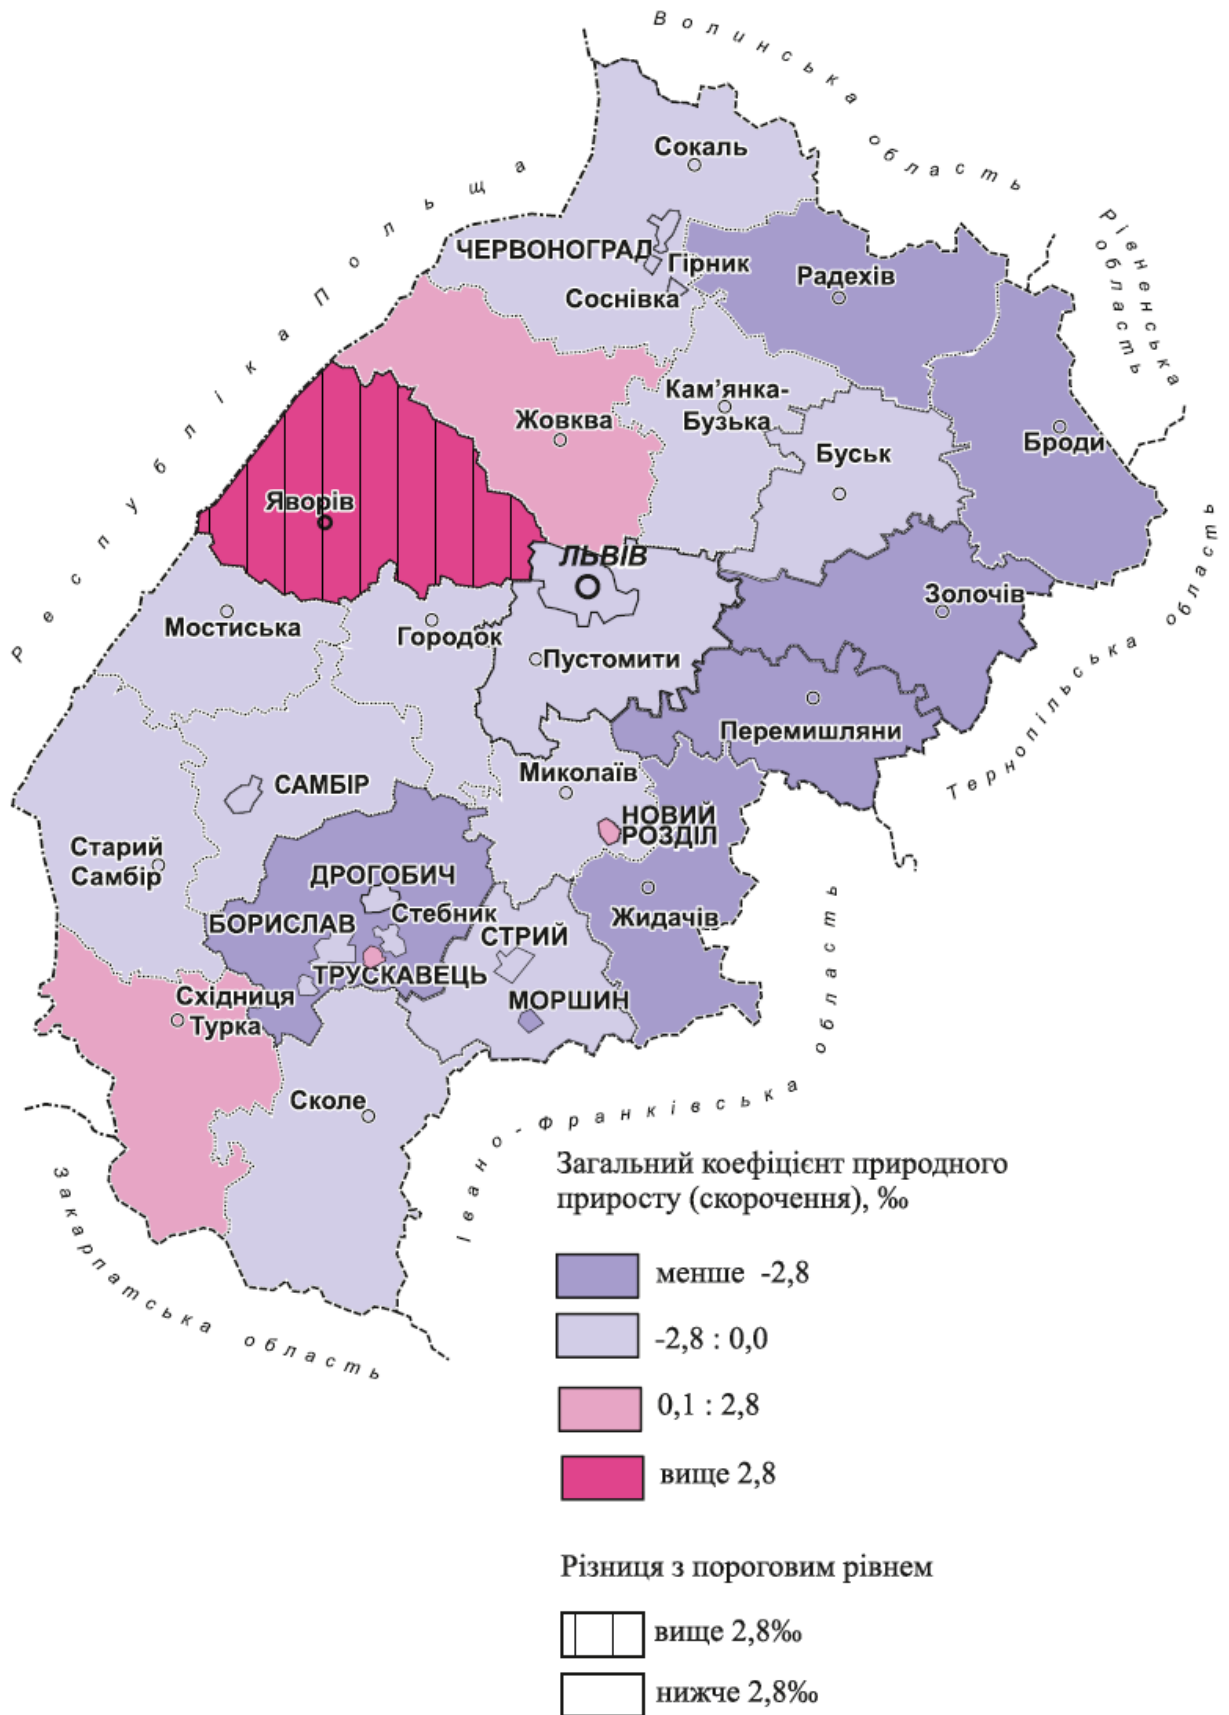 Волинська область
Рівненська
область
Республіка Польща
Сокаль
ЧЕРВОНОГРАД
Гірник
Соснівка
Радехів
Жовква
Кам’янка-
Бузька
Буськ
Броди
Яворів
ЛЬВІВ
Золочів
Мостиська
Городок
Пустомити
Перемишляни
Тернопільська область
Миколаїв
САМБІР
НОВИЙ
РОЗДІЛ
Старий
Самбір
ДРОГОБИЧ
Стебник
БОРИСЛАВ
СТРИЙ
Жидачів
ТРУСКАВЕЦЬ
Східниця
МОРШИН
Турка
Сколе
Івано-Франківська область
Закарпатська область
Загальний коефіцієнт природного
приросту (скорочення), ‰
менше -2,8
-2,8 : 0,0
0,1 : 2,8
вище 2,8
Різниця з пороговим рівнем
вище 2,8‰
нижче 2,8‰